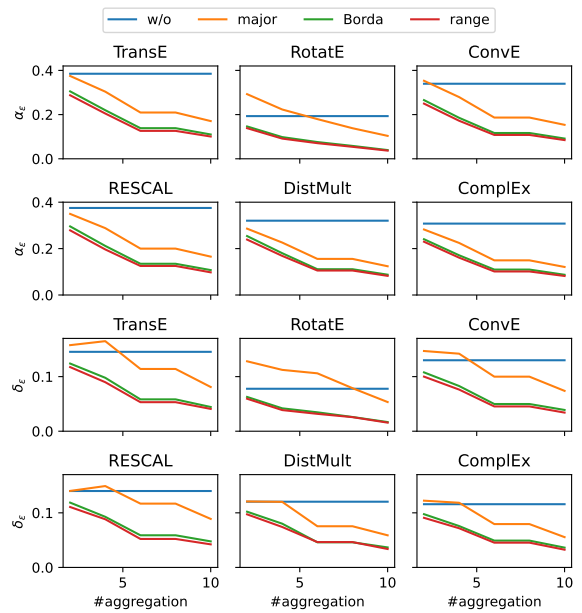 w/o major Borda range
TransE RotatE ConvE
0.4
0.2
0.0
α_ε
RESCAL DistMult ComplEx
0.4
0.2
0.0
α_ε
TransE RotatE ConvE
0.1
0.0
δ_ε
RESCAL DistMult ComplEx
0.1
0.0
δ_ε
5 10 5 10 5 10
#aggregation #aggregation #aggregation